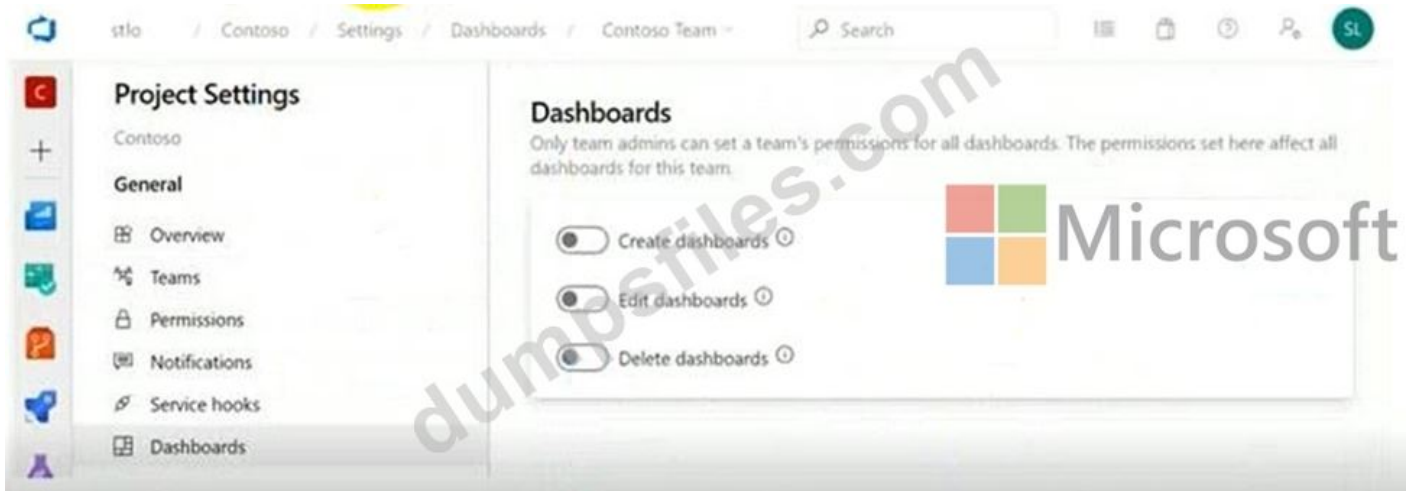 stlo / Contoso / Settings / Dashboards / Contoso Team Search SL
C
Project Settings
Contoso
General
Overview
Teams
Permissions
Notifications
Service hooks
Dashboards
Dashboards
Only team admins can set a team's permissions for all dashboards. The permissions set here affect all
dashboards for this team.
Create dashboards
Edit dashboards
Delete dashboards
Microsoft
dumpsfiles.com